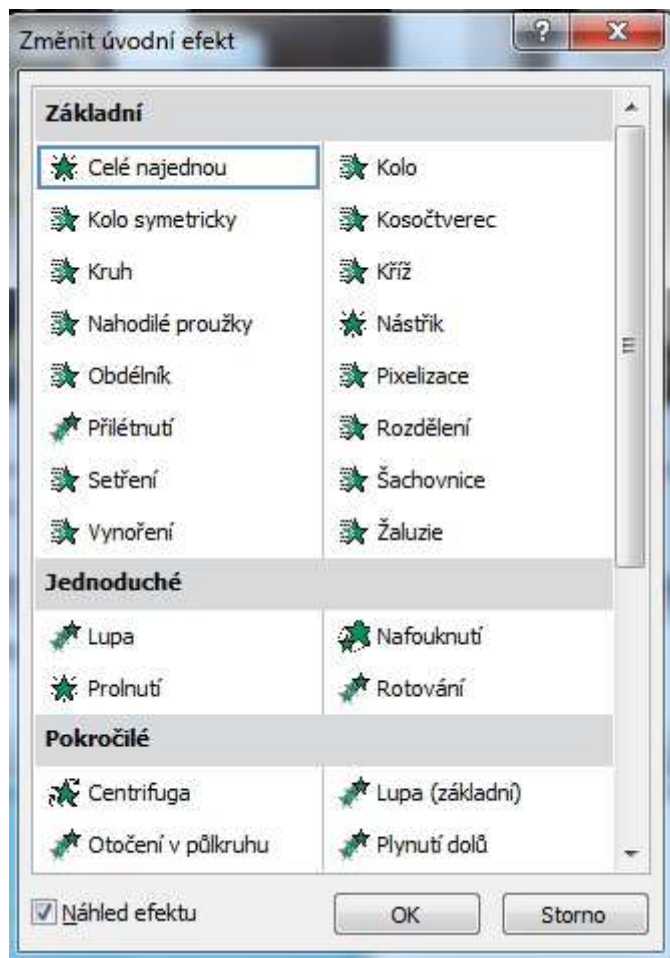 Změnit úvodní efekt
Základní
Celé najednou Kolo
Kolo symetricky Kosočtverec
Kruh Kříž
Nahodilé proužky Nástřik
Obdélník Pixelizace
Přilétnutí Rozdělení
Setření Šachovnice
Vynoření Žaluzie
Jednoduché
Lupa Nafouknutí
Prolnutí Rotování
Pokročilé
Centrifuga Lupa (základní)
Otočení v půlkruhu Plynutí dolů
Náhled efektu OK Storno